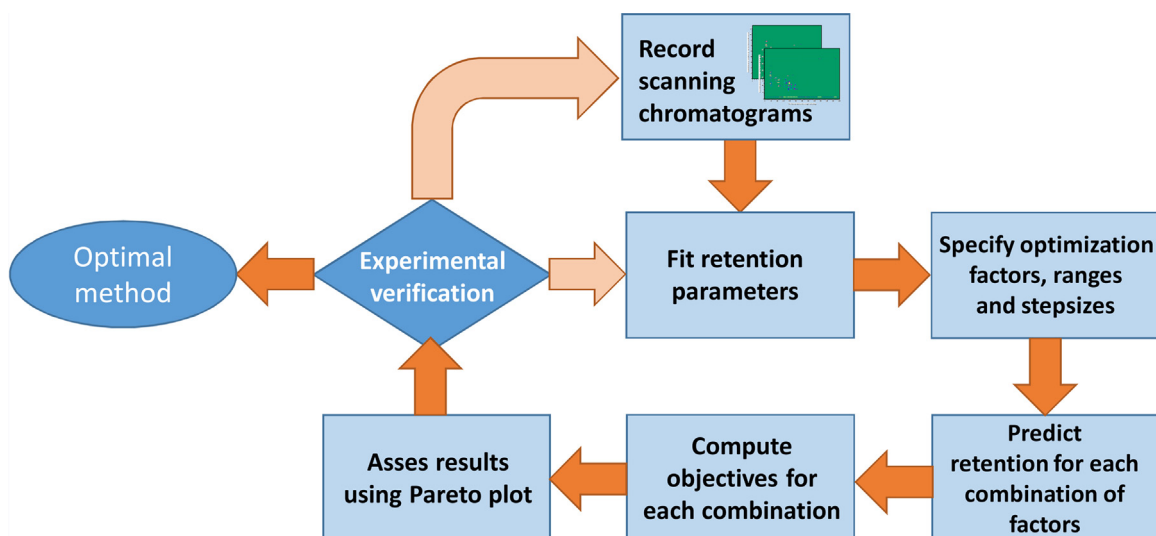 Record
scanning
chromatograms
Optimal
method
Experimental
verification
Fit retention
parameters
Specify optimization
factors, ranges
and stepsizes
Asses results
using Pareto plot
Compute
objectives for
each combination
Predict
retention for each
combination of
factors